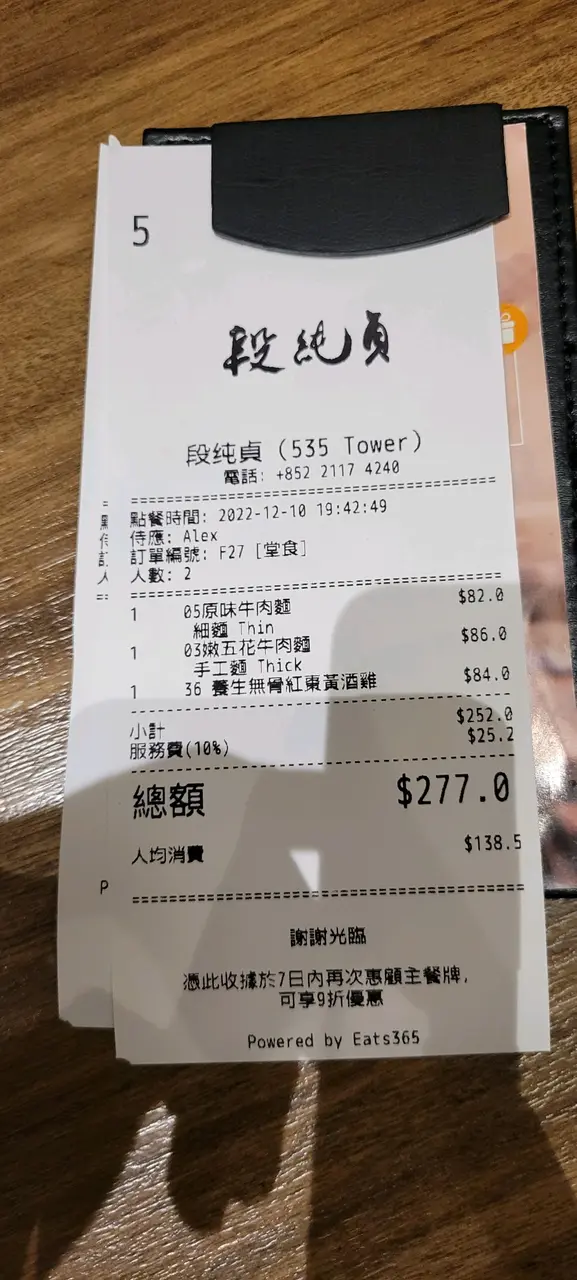 5
段純貞
段纯貞 (535 Tower)
電話: +852 2117 4240
點餐時間: 2022-12-10 19:42:49
侍應: Alex
訂單編號: F27 [堂食]
人數: 2
1 05原味牛肉麵 $82.0
細麵 Thin
1 03嫩五花牛肉麵 $86.0
手工麵 Thick
1 36 養生無骨紅棗黃酒雞 $84.0
小計 $252.0
服務費(10%) $25.2
總額 $277.0
人均消費 $138.5
謝謝光臨
憑此收據於7日內再次惠顧主餐牌,
可享9折優惠
Powered by Eats365
P